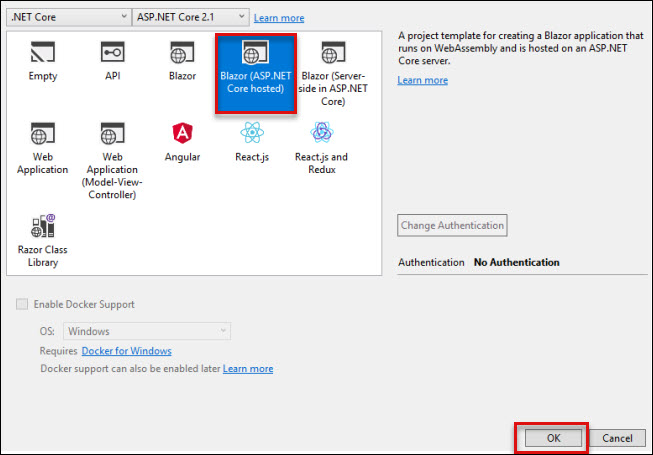 .NET Core
ASP.NET Core 2.1
Learn more
Empty
API
Blazor
Blazor (ASP.NET
Core hosted)
Blazor (Server-
side in ASP.NET
Core)
Web
Application
Web
Application
(Model-View-
Controller)
Angular
React.js
React.js and
Redux
Razor Class
Library
A project template for creating a Blazor application that
runs on WebAssembly and is hosted on an ASP.NET
Core server.
Learn more
Change Authentication
Authentication No Authentication
Enable Docker Support
OS: Windows
Requires Docker for Windows
Docker support can also be enabled later Learn more
OK
Cancel